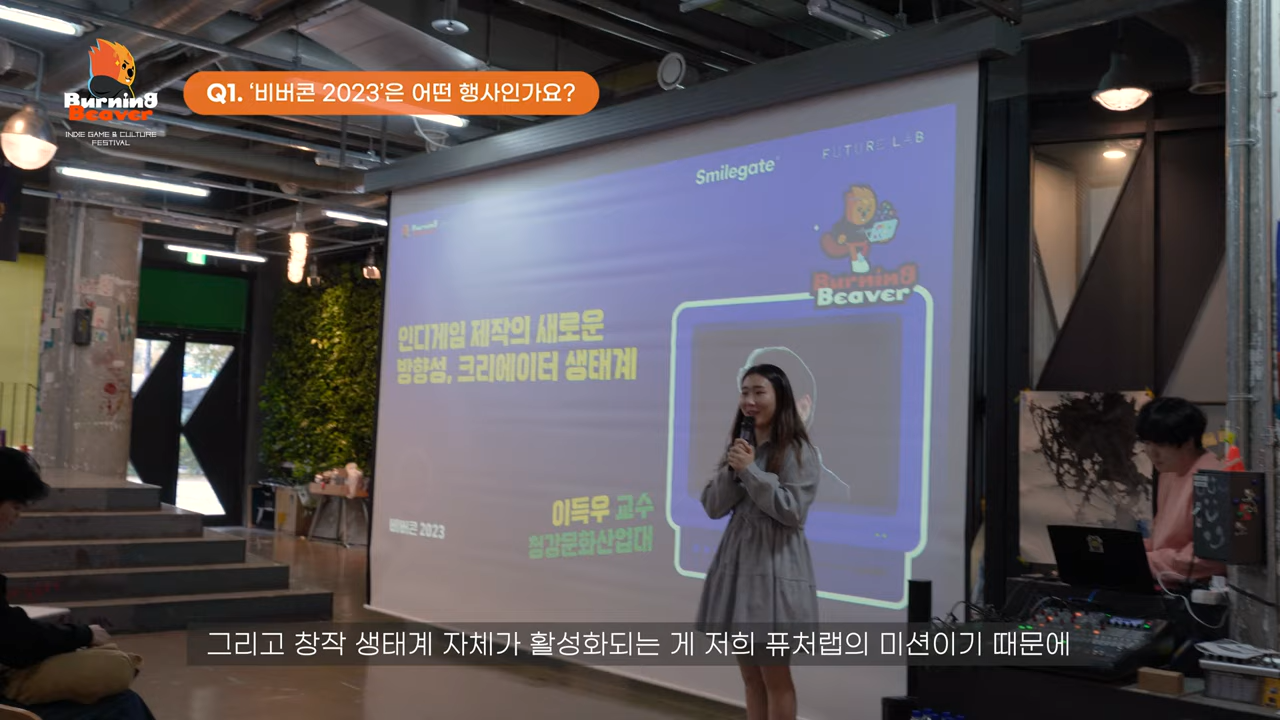 Burning
Beaver
INDIE GAME & CULTURE
FESTIVAL
Q1. ‘비버콘 2023’은 어떤 행사인가요?
Smilegate
FUTURE LAB
Burning
Burning
Beaver
인디게임 제작의 새로운
방향성, 크리에이터 생태계
이득우 교수
청강문화산업대
비버콘 2023
그리고 창작 생태계 자체가 활성화되는 게 저희 퓨처랩의 미션이기 때문에